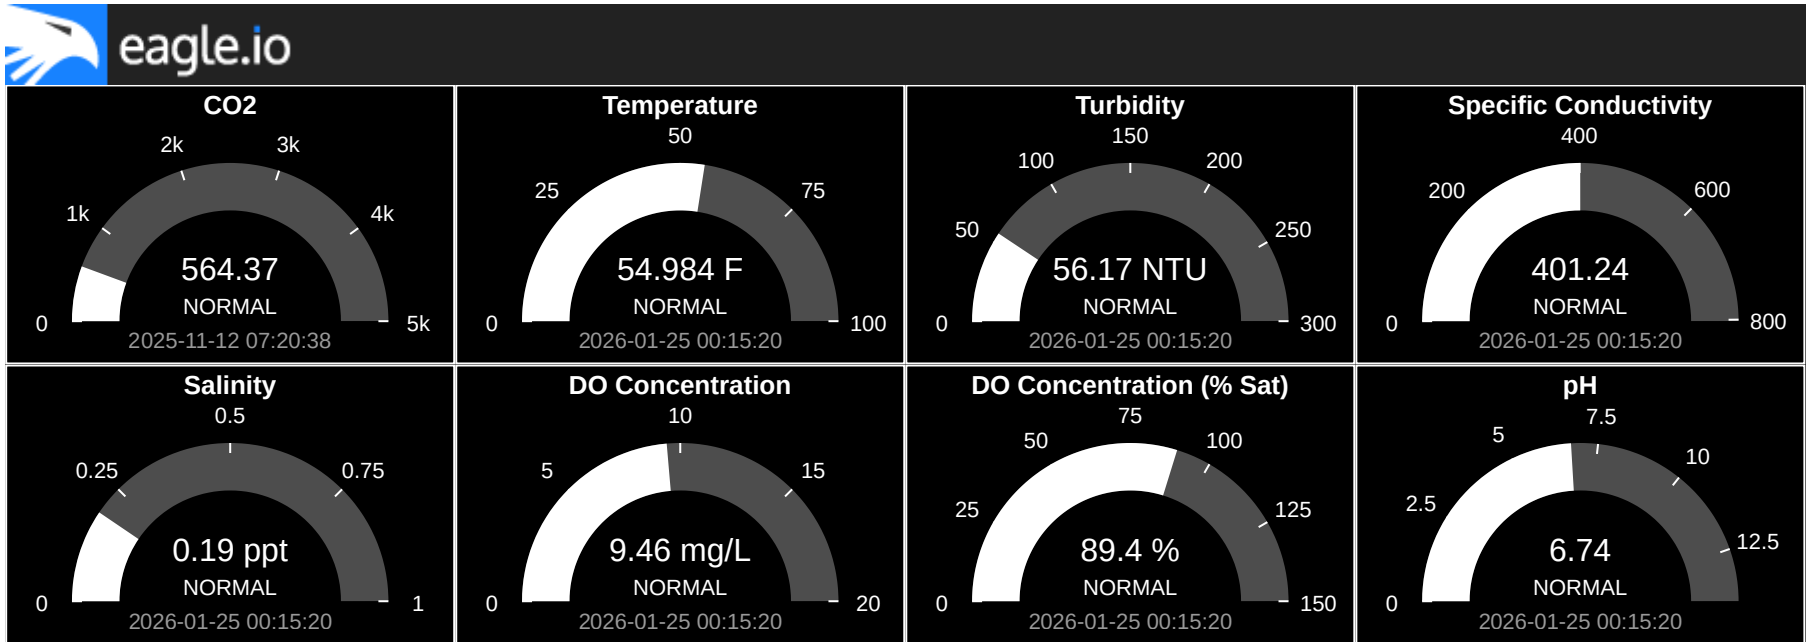 eagle.io
CO2
0
1k
2k
3k
4k
5k
564.37
NORMAL
2025-11-12 07:20:38
Temperature
0
25
50
75
100
54.984 F
NORMAL
2026-01-25 00:15:20
Turbidity
0
50
100
150
200
250
300
56.17 NTU
NORMAL
2026-01-25 00:15:20
Specific Conductivity
0
200
400
600
800
401.24
NORMAL
2026-01-25 00:15:20
Salinity
0
0.25
0.5
0.75
1
0.19 ppt
NORMAL
2026-01-25 00:15:20
DO Concentration
0
5
10
15
20
9.46 mg/L
NORMAL
2026-01-25 00:15:20
DO Concentration (% Sat)
0
25
50
75
100
125
150
89.4 %
NORMAL
2026-01-25 00:15:20
pH
0
2.5
5
7.5
10
12.5
6.74
NORMAL
2026-01-25 00:15:20